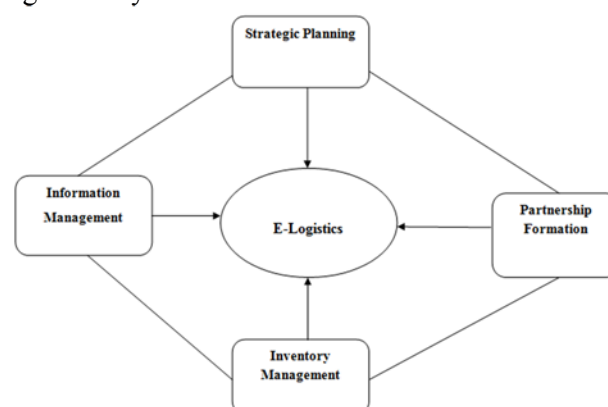 Strategic Planning
Information
Management
E-Logistics
Partnership
Formation
Inventory
Management